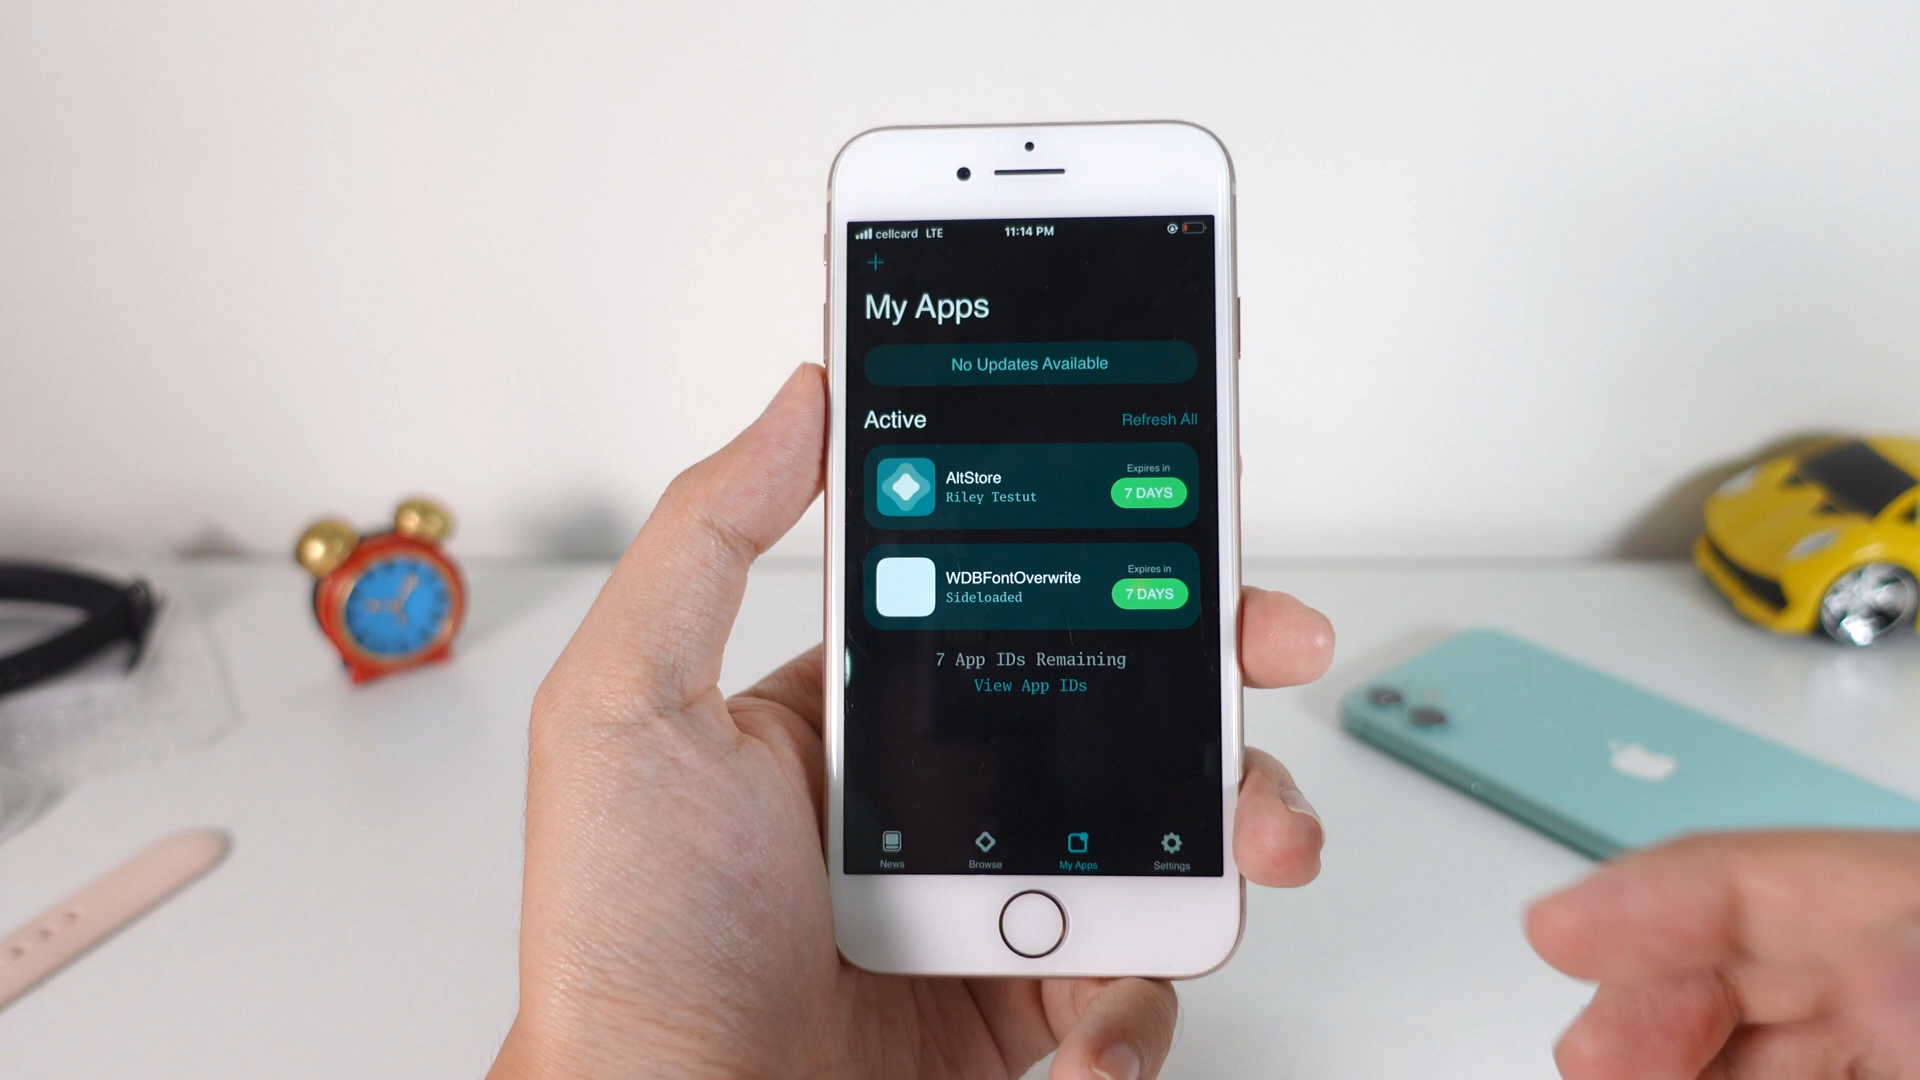 cellcard LTE 11:14 PM
+
My Apps
No Updates Available
Active Refresh All
AltStore
Riley Testut
Expires in
7 DAYS
WDBFontOverwrite
Sideloaded
Expires in
7 DAYS
7 App IDs Remaining
View App IDs
News Browse My Apps Settings